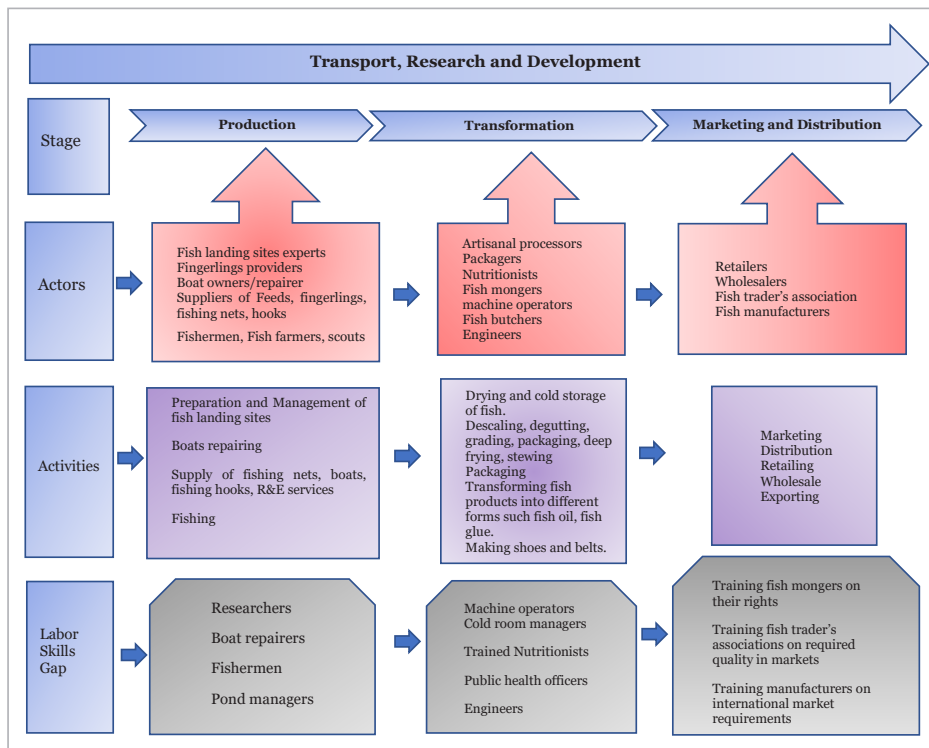 Transport, Research and Development
Stage
Production
Transformation
Marketing and Distribution
Actors
Fish landing sites experts
Fingerlings providers
Boat owners/repairer
Suppliers of Feeds, fingerlings,
fishing nets, hooks
Fishermen, Fish farmers, scouts
Artisanal processors
Packagers
Nutritionists
Fish mongers
machine operators
Fish butchers
Engineers
Retailers
Wholesalers
Fish trader's association
Fish manufacturers
Activities
Preparation and Management of
fish landing sites
Boats repairing
Supply of fishing nets, boats,
fishing hooks, R&E services
Fishing
Drying and cold storage
of fish.
Descaling, degutting,
grading, packaging, deep
frying, stewing
Packaging
Transforming fish
products into different
forms such fish oil, fish
glue.
Making shoes and belts.
Marketing
Distribution
Retailing
Wholesale
Exporting
Labor
Skills
Gap
Researchers
Boat repairers
Fishermen
Pond managers
Machine operators
Cold room managers
Trained Nutritionists
Public health officers
Engineers
Training fish mongers on
their rights
Training fish trader's
associations on required
quality in markets
Training manufacturers on
international market
requirements